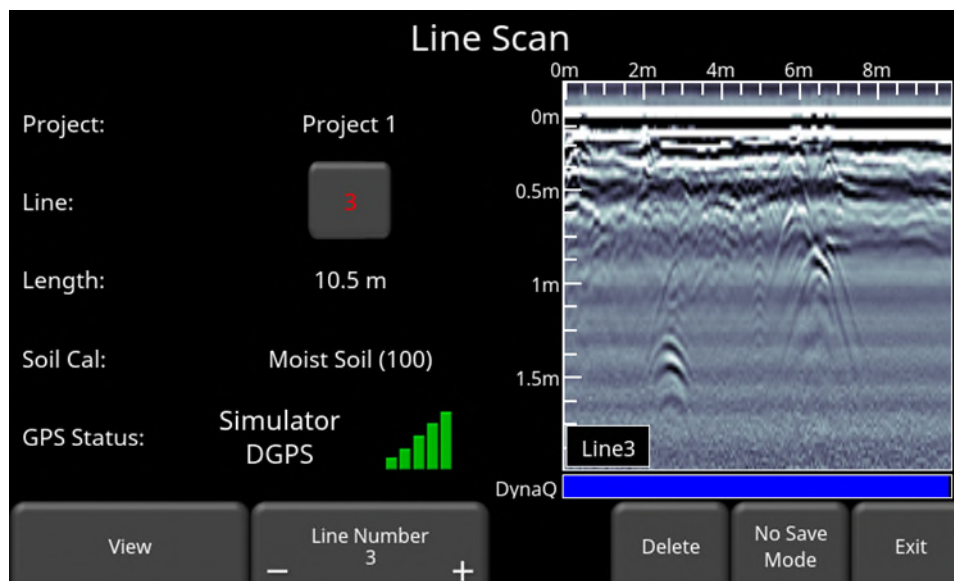 Line Scan
Project: Project 1
Line: 3
Length: 10.5 m
Soil Cal: Moist Soil (100)
GPS Status: Simulator
DGPS
0m 2m 4m 6m 8m
0m
0.5m
1m
1.5m
Line3
DynaQ
View
Line Number
3
− +
Delete
No Save
Mode
Exit